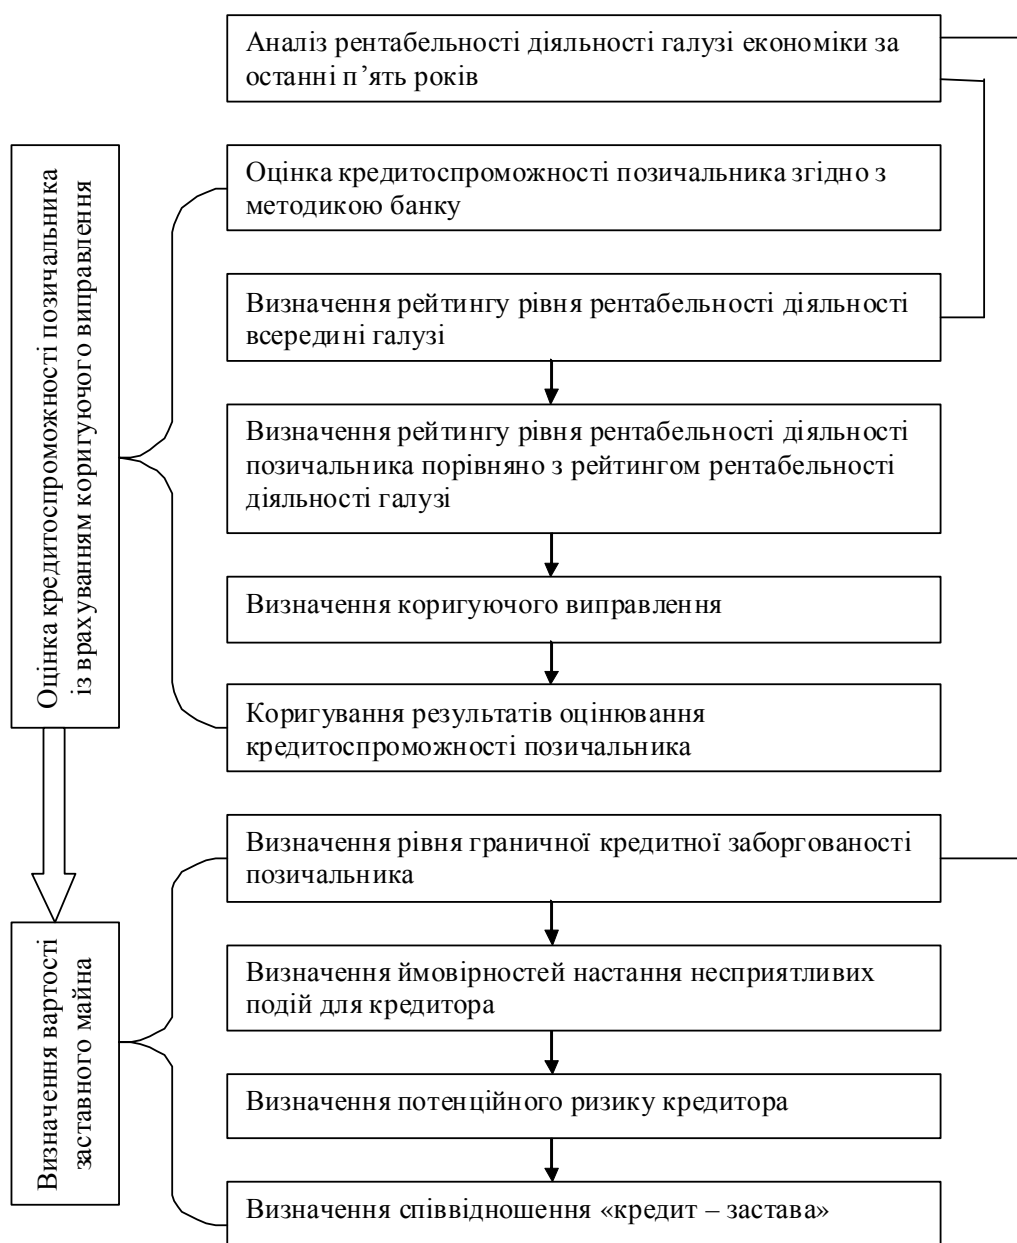 Аналіз рентабельності діяльності галузі економіки за
останні п’ять років
Оцінка кредитоспроможності позичальника
із врахуванням коригуючого виправлення
Оцінка кредитоспроможності позичальника згідно з
методикою банку
Визначення рейтингу рівня рентабельності діяльності
всередині галузі
Визначення рейтингу рівня рентабельності діяльності
позичальника порівняно з рейтингом рентабельності
діяльності галузі
Визначення коригуючого виправлення
Коригування результатів оцінювання
кредитоспроможності позичальника
Визначення вартості
заставного майна
Визначення рівня граничної кредитної заборгованості
позичальника
Визначення ймовірностей настання несприятливих
подій для кредитора
Визначення потенційного ризику кредитора
Визначення співвідношення «кредит – застава»